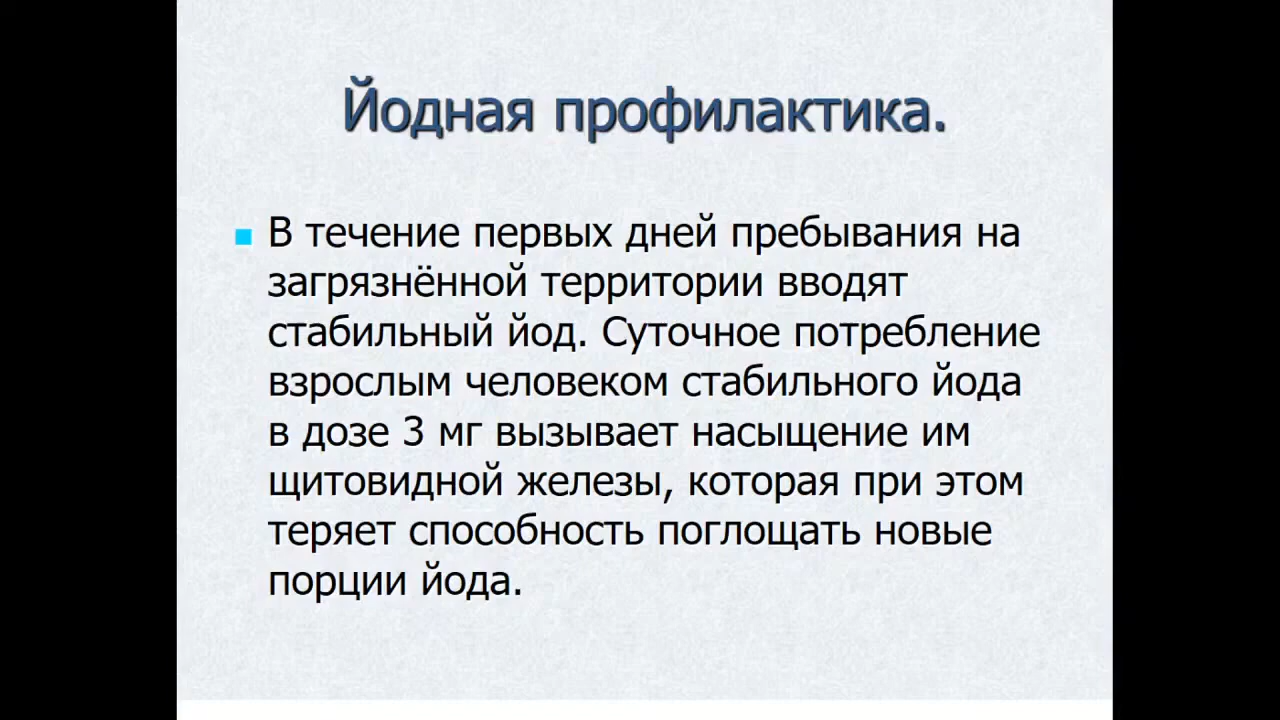 Йодная профилактика.
В течение первых дней пребывания на
загрязнённой территории вводят
стабильный йод. Суточное потребление
взрослым человеком стабильного йода
в дозе 3 мг вызывает насыщение им
щитовидной железы, которая при этом
теряет способность поглощать новые
порции йода.